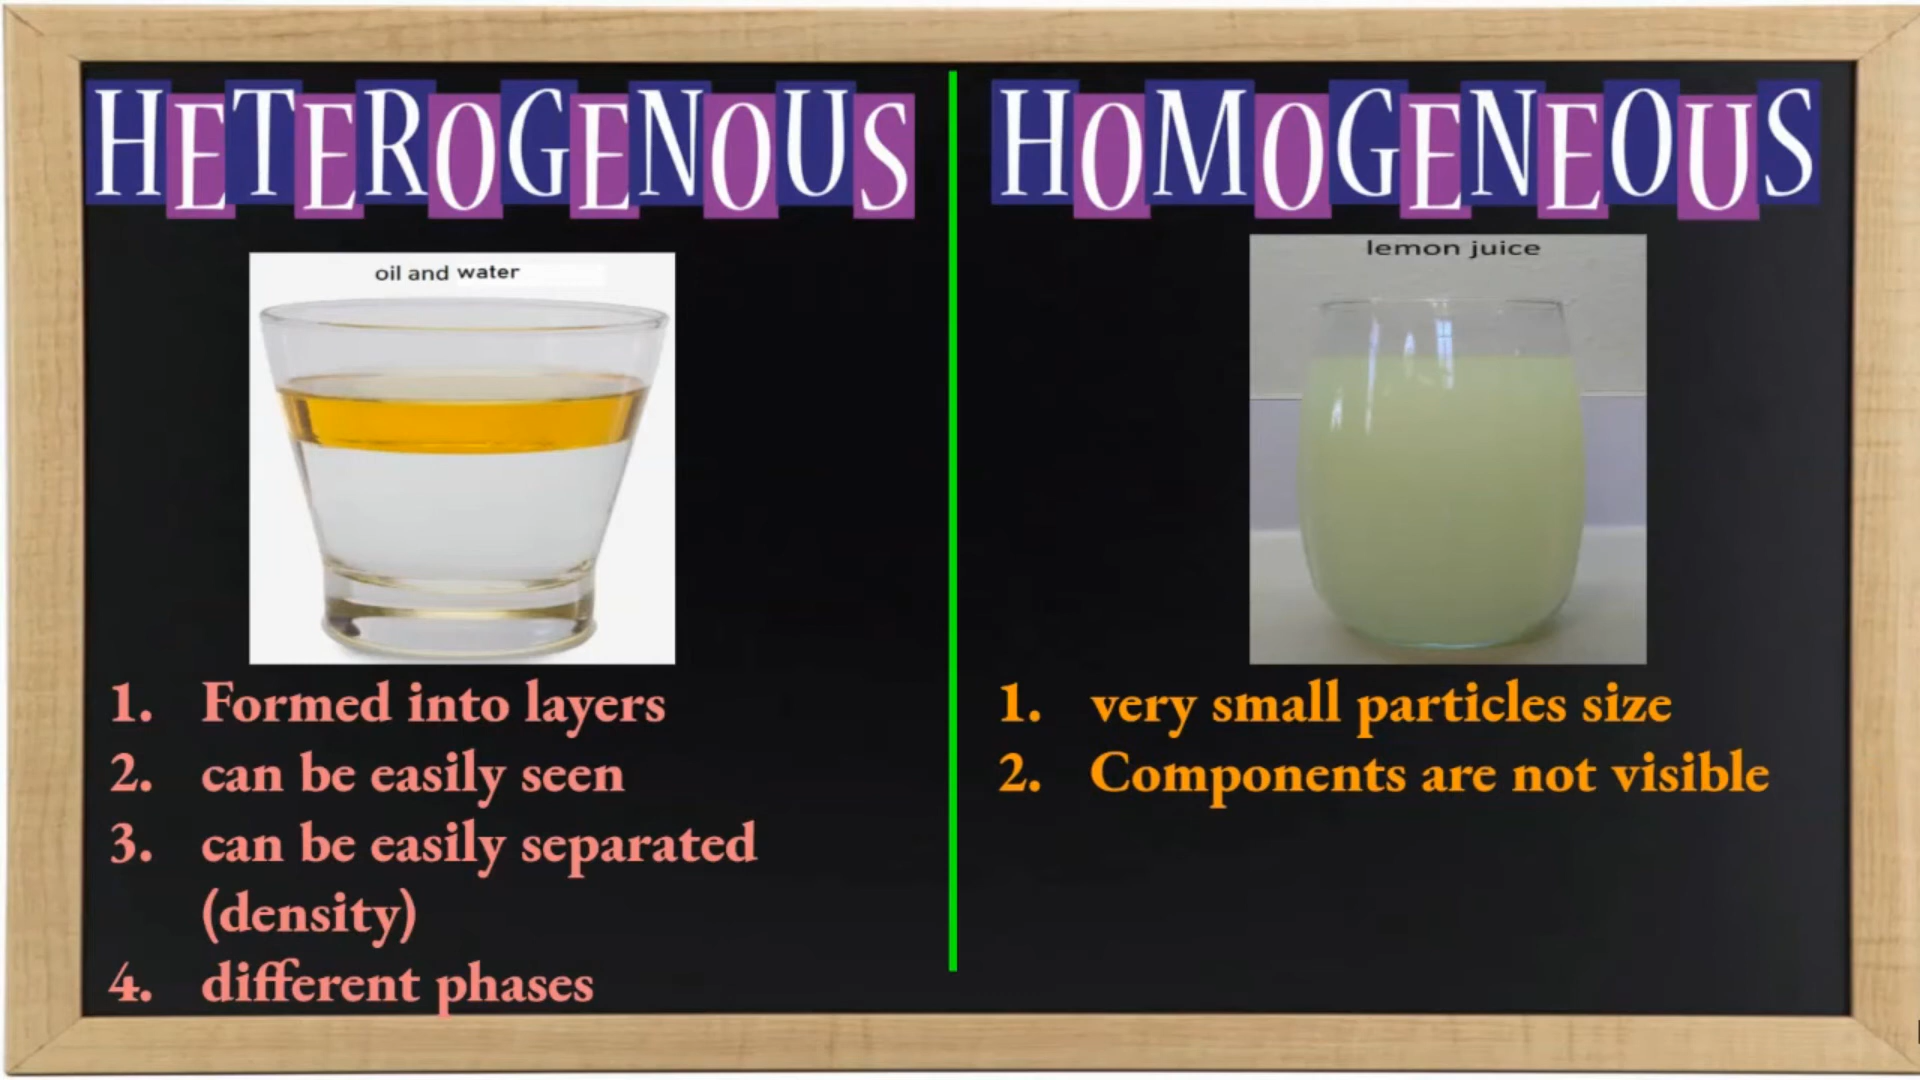 HETEROGENOUS
oil and water
1. Formed into layers
2. can be easily seen
3. can be easily separated
(density)
4. different phases
HOMOGENEOUS
lemon juice
1. very small particles size
2. Components are not visible